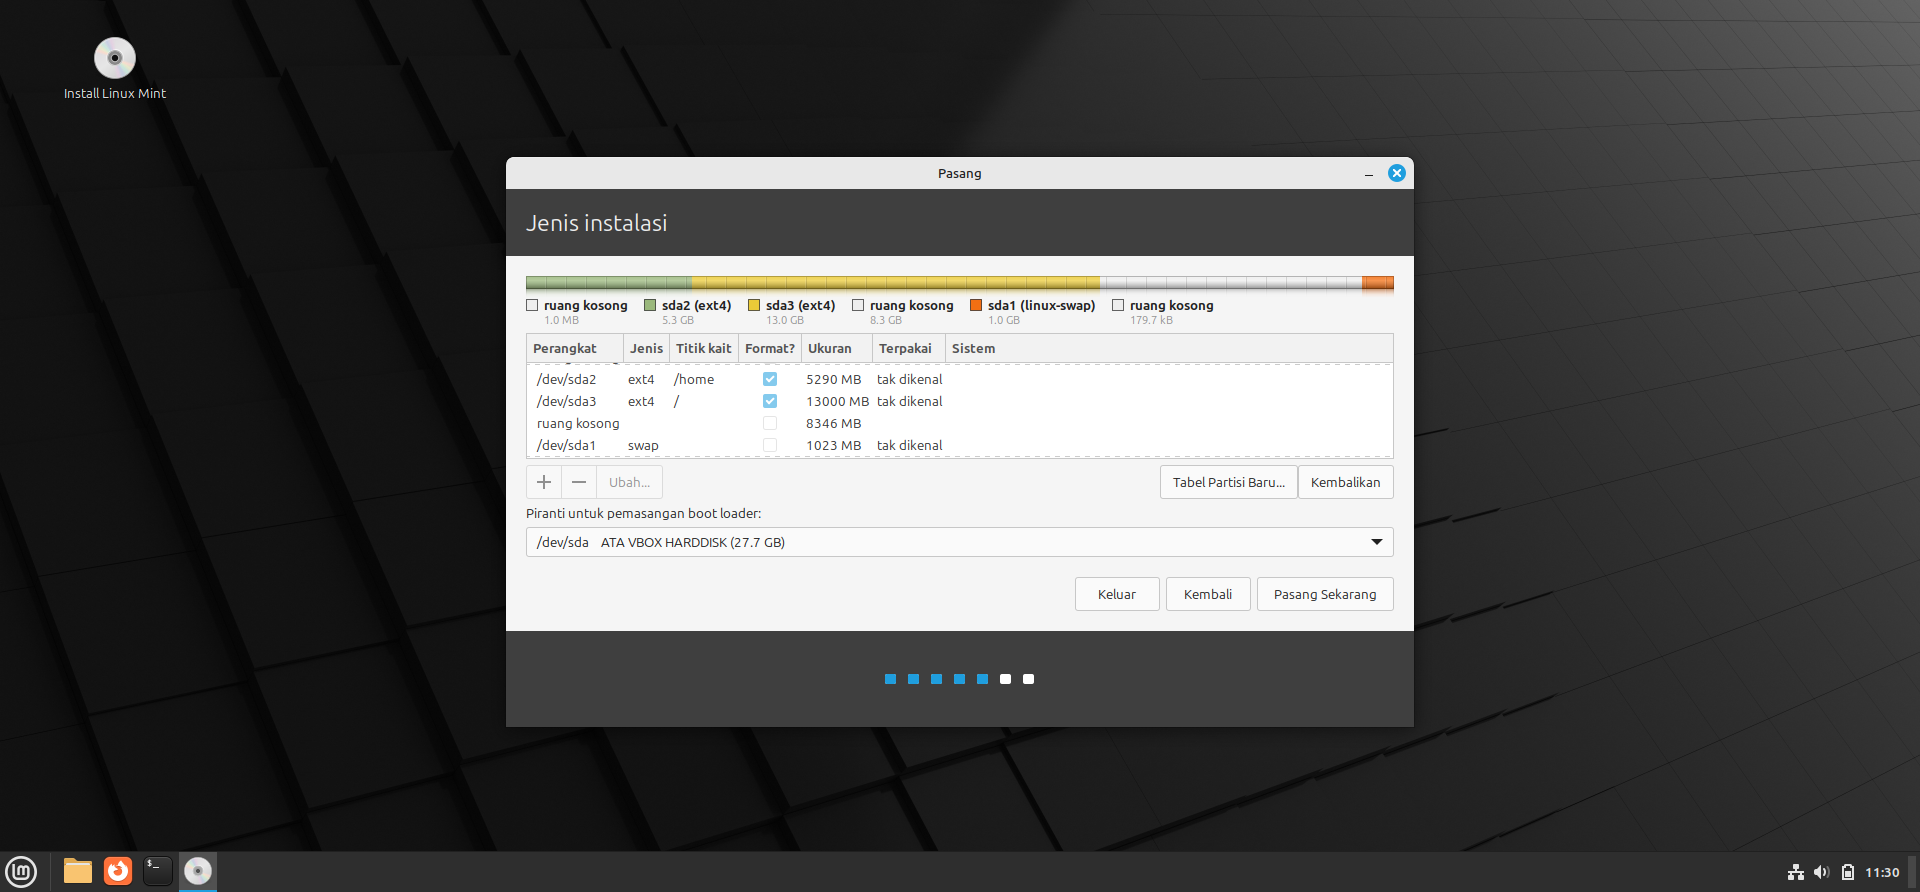 Install Linux Mint
Pasang
Jenis instalasi
ruang kosong sda2 (ext4) sda3 (ext4) ruang kosong sda1 (linux-swap) ruang kosong
1.0 MB 5.3 GB 13.0 GB 8.3 GB 1.0 GB 179.7 kB
Perangkat Jenis Titik kait Format? Ukuran Terpakai Sistem
/dev/sda2 ext4 /home 5290 MB tak dikenal
/dev/sda3 ext4 / 13000 MB tak dikenal
ruang kosong 8346 MB
/dev/sda1 swap 1023 MB tak dikenal
+ − Ubah... Tabel Partisi Baru... Kembalikan
Piranti untuk pemasangan boot loader:
/dev/sda ATA VBOX HARDDISK (27.7 GB)
Keluar Kembali Pasang Sekarang
$_ 11:30